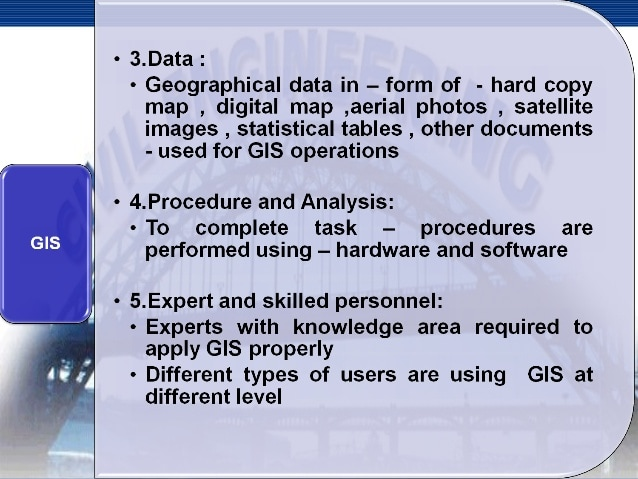 CIVIL ENGINEERING
GIS
• 3.Data :
• Geographical data in – form of - hard copy
map , digital map ,aerial photos , satellite
images , statistical tables , other documents
- used for GIS operations
• 4.Procedure and Analysis:
• To complete task – procedures are
performed using – hardware and software
• 5.Expert and skilled personnel:
• Experts with knowledge area required to
apply GIS properly
• Different types of users are using GIS at
different level